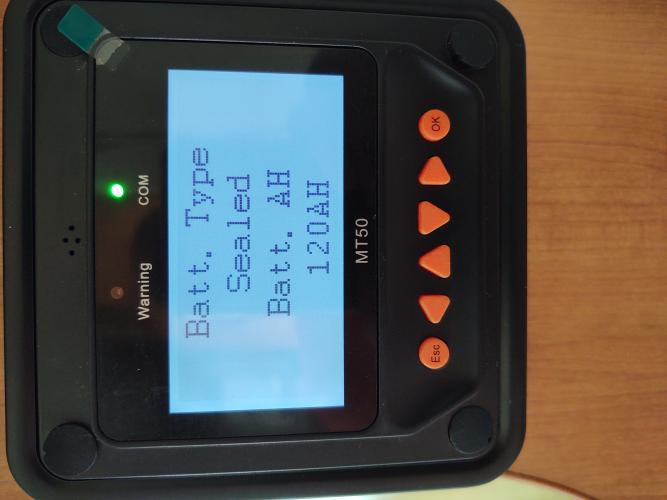 Warning COM
Batt. Type
Sealed
Batt. AH
120AH
MT50
Esc OK